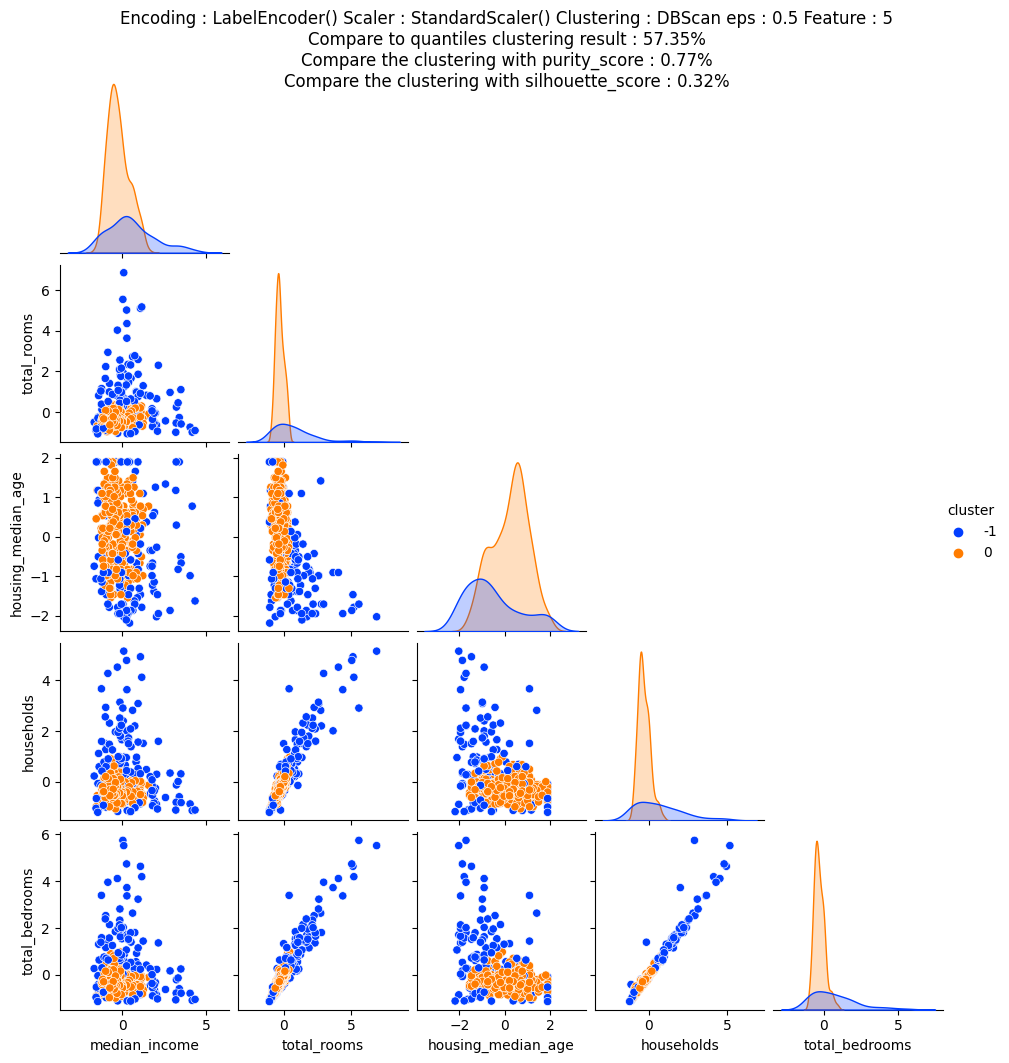 Encoding : LabelEncoder() Scaler : StandardScaler() Clustering : DBScan eps : 0.5 Feature : 5
Compare to quantiles clustering result : 57.35%
Compare the clustering with purity_score : 0.77%
Compare the clustering with silhouette_score : 0.32%
6
4
2
0
total_rooms
2
1
0
−1
−2
housing_median_age
cluster
-1
0
4
2
0
households
6
4
2
0
total_bedrooms
0 5
0 5
−2 0 2
0 5
0 5
median_income
total_rooms
housing_median_age
households
total_bedrooms